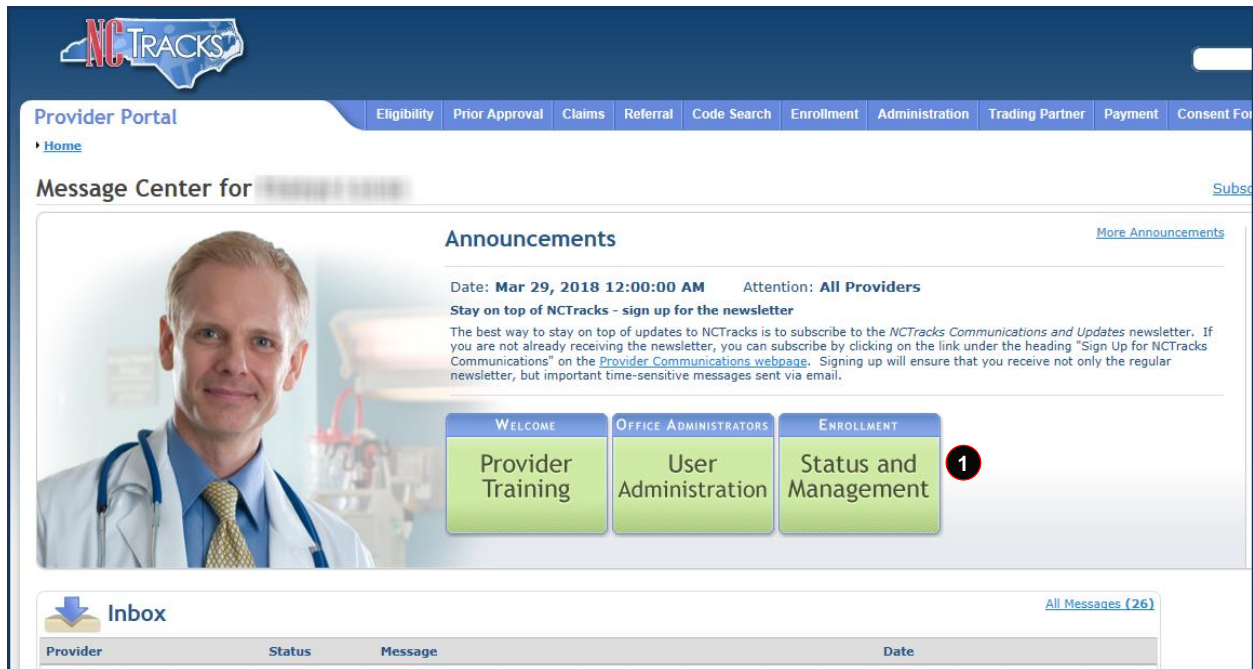 NCTRACKS
Provider Portal
Eligibility Prior Approval Claims Referral Code Search Enrollment Administration Trading Partner Payment Consent For
Home
Message Center for
Subsc
Announcements
More Announcements
Date: Mar 29, 2018 12:00:00 AM Attention: All Providers
Stay on top of NCTracks - sign up for the newsletter
The best way to stay on top of updates to NCTracks is to subscribe to the NCTracks Communications and Updates newsletter. If
you are not already receiving the newsletter, you can subscribe by clicking on the link under the heading "Sign Up for NCTracks
Communications" on the Provider Communications webpage. Signing up will ensure that you receive not only the regular
newsletter, but important time-sensitive messages sent via email.
WELCOME
Provider
Training
OFFICE ADMINISTRATORS
User
Administration
ENROLLMENT
Status and
Management
1
Inbox
All Messages (26)
Provider Status Message Date